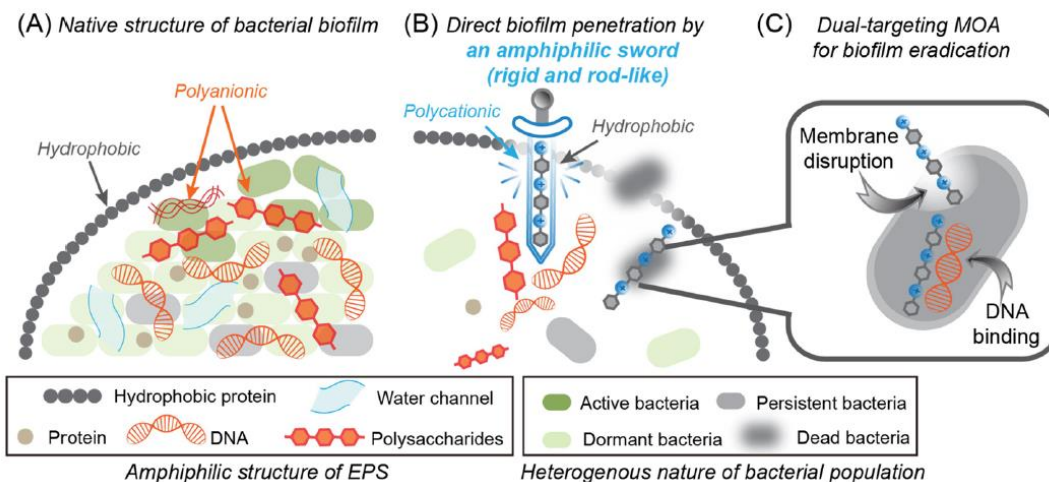 (A) Native structure of bacterial biofilm
Polyanionic
Hydrophobic
(B) Direct biofilm penetration by
an amphiphilic sword
(rigid and rod-like)
Polycationic
Hydrophobic
(C) Dual-targeting MOA
for biofilm eradication
Membrane
disruption
DNA
binding
Hydrophobic protein
Water channel
Protein
DNA
Polysaccharides
Amphiphilic structure of EPS
Active bacteria
Persistent bacteria
Dormant bacteria
Dead bacteria
Heterogenous nature of bacterial population